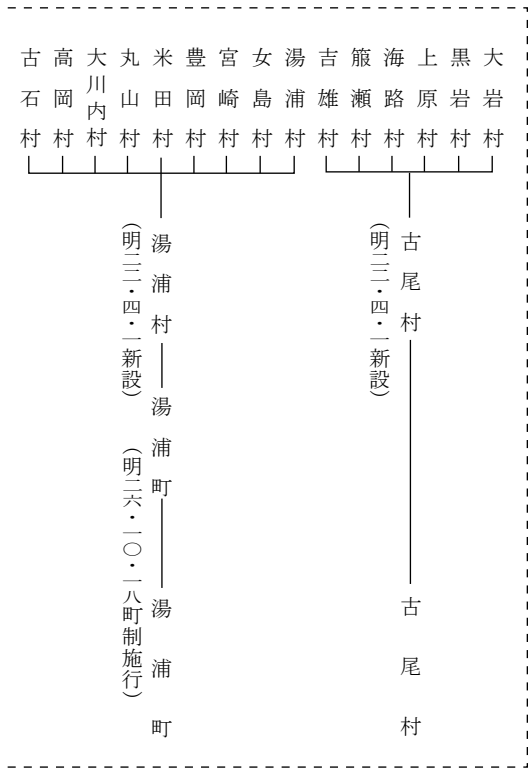 大岩村
黒岩村
上原村
海路村
箙瀬村
吉雄村
古尾村
(明二二・四・一新設)
古尾村
湯浦村
女島村
宮崎村
豊岡村
米田村
丸山村
大川内村
高岡村
古石村
湯浦村
(明二二・四・一新設)
湯浦町
(明二六・一〇・一八町制施行)
湯浦町